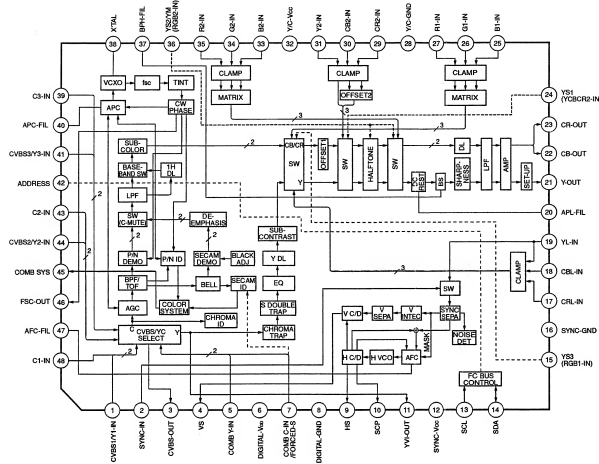 X'TAL
BPH-FIL
YS2/YM
(RGB2-IN)
R2-IN
G2-IN
B2-IN
Y/C-Vcc
Y2-IN
CB2-IN
CR2-IN
Y/C-GND
R1-IN
G1-IN
B1-IN
38
37
36
35
34
33
32
31
30
29
28
27
26
25
VCXO
fsc
TINT
CLAMP
CLAMP
CLAMP
C3-IN
39
APC
CW
PHASE
MATRIX
OFFSET2
MATRIX
24
YS1
(YCBCR2-IN
APC-FIL
40
3
3
23
CR-OUT
CVBS3/Y3-IN
41
SUB-
COLOR
2
CB/CR
SW
Y
OFFSET1
SW
HALFTONE
SW
2
DL
2
22
CB-OUT
BASE-
BAND SW
1H
DL
DC
REST
BS
SHARP-
NESS
LPF
AMP
SET-UP
21
Y-OUT
ADDRESS
42
LPF
C2-IN
43
2
SW
(C-MUTE)
2
DE-
EMPHASIS
20
APL-FIL
SUB-
CONTRAST
CVBS2/Y2-IN
44
2
P/N DEMO
P/N ID
SECAM
DEMO
BLACK
ADJ
Y DL
19
YL-IN
COMB SYS
45
BPF/
TOF
BELL
SECAM
ID
EQ
3
CLAMP
18
CBL-IN
FSC-OUT
46
AGC
COLOR
SYSTEM
S DOUBLE
TRAP
SW
17
CRL-IN
CHROMA
ID
V C/D
V
SEPA
V
INTEG
SYNC
SEPA
AFC-FIL
47
C
CVBS/YC
SELECT
Y
CHROMA
TRAP
NOISE
DET
16
SYNC-GND
MASK
C1-IN
48
2
2
H C/D
H VCO
AFC
15
YS3
(RGB1-IN)
I²C BUS
CONTROL
1
2
3
4
5
6
7
8
9
10
11
12
13
14
CVBS1/Y1-IN
SYNC-IN
CVBS-OUT
VS
COMB Y-IN
DIGITAL-VDD
COMB C-IN
/FORCED-S
DIGITAL-GND
HS
SCP
YVI-OUT
SYNC-Vcc
SCL
SDA